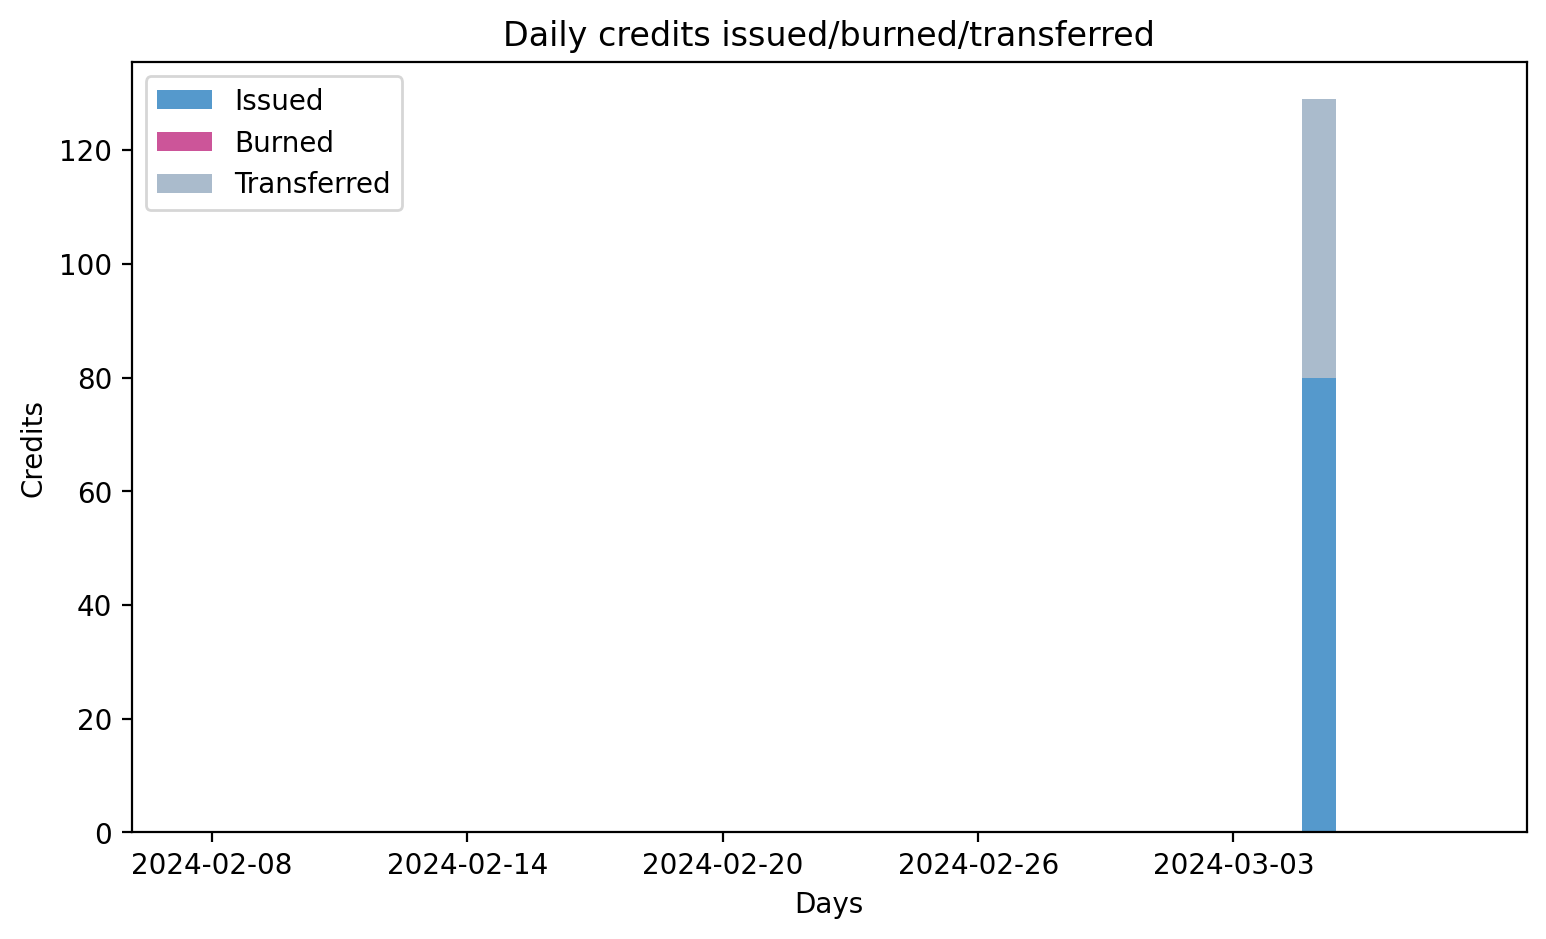 Daily credits issued/burned/transferred
Issued
Burned
Transferred
120
100
80
60
40
20
0
Credits
2024-02-08 2024-02-14 2024-02-20 2024-02-26 2024-03-03
Days